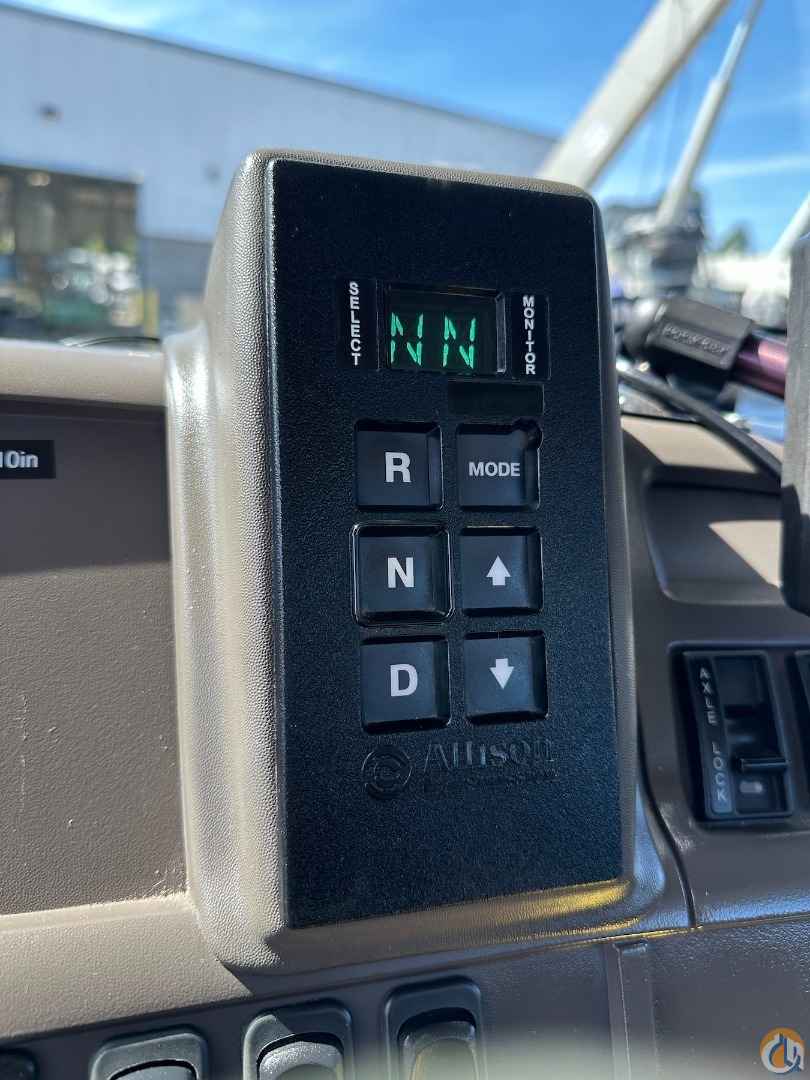 SELECT
NN
MONITOR
10in
R
MODE
N
D
Allison
AXLE LOCK